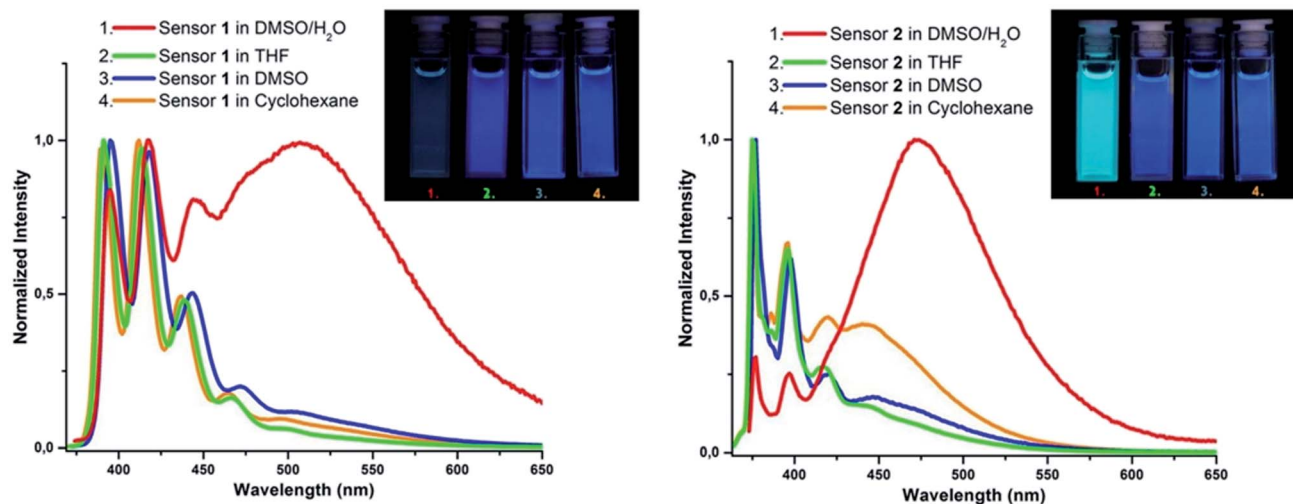 1. Sensor 1 in DMSO/H₂O
2. Sensor 1 in THF
3. Sensor 1 in DMSO
4. Sensor 1 in Cyclohexane
1. 2. 3. 4.
Normalized Intensity
1,0
0,5
0,0
400 450 500 550 600 650
Wavelength (nm)
1. Sensor 2 in DMSO/H₂O
2. Sensor 2 in THF
3. Sensor 2 in DMSO
4. Sensor 2 in Cyclohexane
1. 2. 3. 4.
Normalized Intensity
1,0
0,5
0,0
400 450 500 550 600 650
Wavelength (nm)